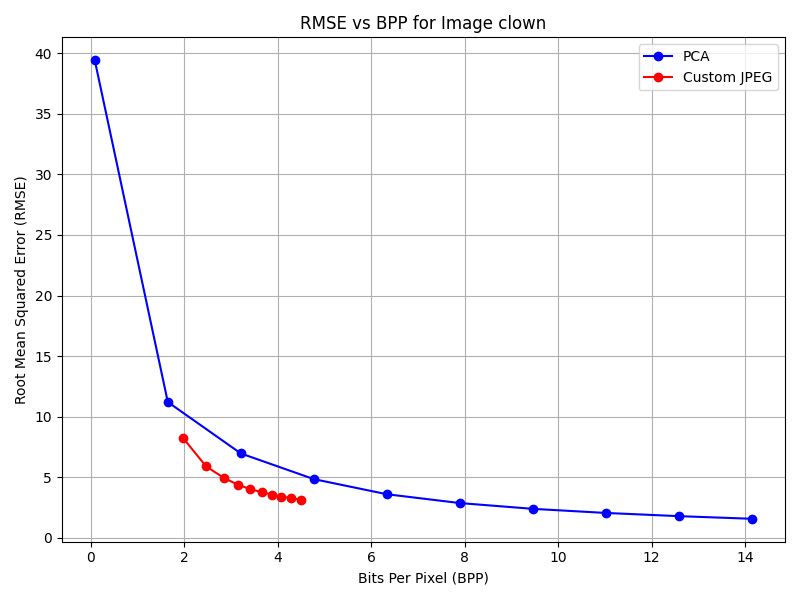 RMSE vs BPP for Image clown
PCA
Custom JPEG
Root Mean Squared Error (RMSE)
40
35
30
25
20
15
10
5
0
0 2 4 6 8 10 12 14
Bits Per Pixel (BPP)